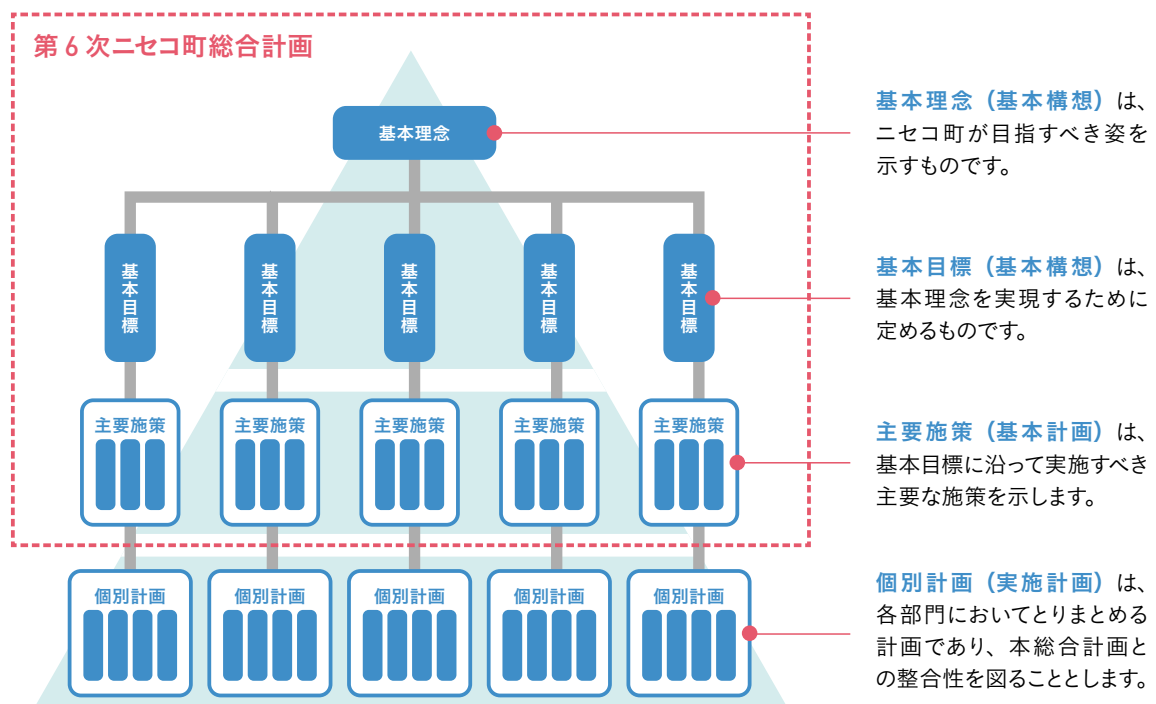 第6次ニセコ町総合計画
基本理念
基本目標
基本目標
基本目標
基本目標
基本目標
主要施策
主要施策
主要施策
主要施策
主要施策
個別計画
個別計画
個別計画
個別計画
個別計画
基本理念（基本構想）は、
ニセコ町が目指すべき姿を
示すものです。
基本目標（基本構想）は、
基本理念を実現するために
定めるものです。
主要施策（基本計画）は、
基本目標に沿って実施すべき
主要な施策を示します。
個別計画（実施計画）は、
各部門においてとりまとめる
計画であり、本総合計画と
の整合性を図ることとします。